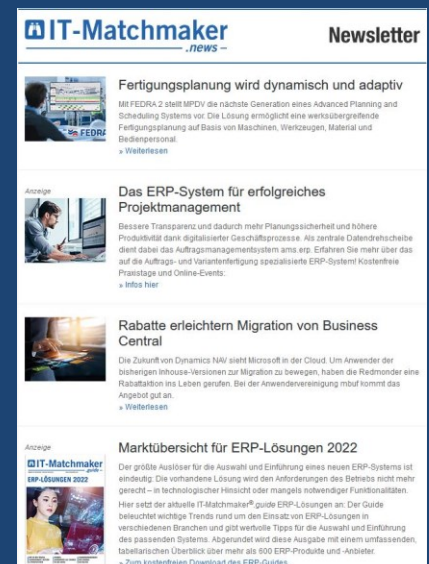 IT-Matchmaker
.news –
Newsletter
Fertigungsplanung wird dynamisch und adaptiv
Mit FEDRA 2 stellt MPDV die nächste Generation eines Advanced Planning and
Scheduling Systems vor. Die Lösung ermöglicht eine werksübergreifende
Fertigungsplanung auf Basis von Maschinen, Werkzeugen, Material und
Bedienpersonal.
» Weiterlesen
FEDRA
Anzeige
Das ERP-System für erfolgreiches
Projektmanagement
Bessere Transparenz und dadurch mehr Planungssicherheit und höhere
Produktivität dank digitalisierter Geschäftsprozesse. Als zentrale Datendrehscheibe
dient dabei das Auftragsmanagementsystem ams.erp. Erfahren Sie mehr über das
auf die Auftrags- und Variantenfertigung spezialisierte ERP-System! Kostenfreie
Praxistage und Online-Events:
» Infos hier
Rabatte erleichtern Migration von Business
Central
Die Zukunft von Dynamics NAV sieht Microsoft in der Cloud. Um Anwender der
bisherigen Inhouse-Versionen zur Migration zu bewegen, haben die Redmonder eine
Rabattaktion ins Leben gerufen. Bei der Anwendervereinigung mbuf kommt das
Angebot gut an.
» Weiterlesen
Anzeige
IT-Matchmaker
ERP-LÖSUNGEN 2022
Marktübersicht für ERP-Lösungen 2022
Der größte Auslöser für die Auswahl und Einführung eines neuen ERP-Systems ist
eindeutig: Die vorhandene Lösung wird den Anforderungen des Betriebs nicht mehr
gerecht – in technologischer Hinsicht oder mangels notwendiger Funktionalitäten.
Hier setzt der aktuelle IT-Matchmaker®.guide ERP-Lösungen an: Der Guide
beleuchtet wichtige Trends rund um den Einsatz von ERP-Lösungen in
verschiedenen Branchen und gibt wertvolle Tipps für die Auswahl und Einführung
des passenden Systems. Abgerundet wird diese Ausgabe mit einem umfassenden,
tabellarischen Überblick über mehr als 600 ERP-Produkte und -Anbieter.
» Zum kostenfreien Download des ERP-Guides